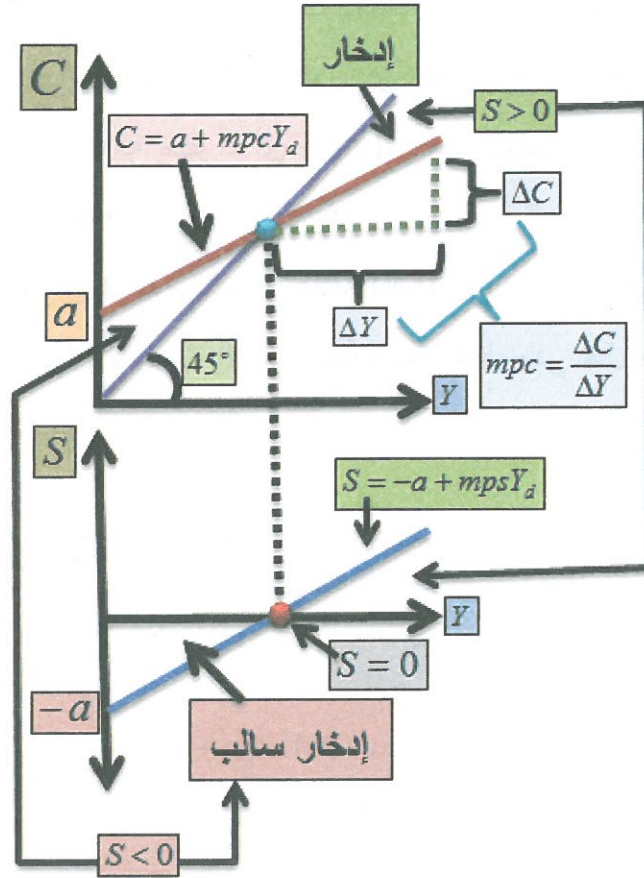 C
إدخار
S > 0
C = a + mpcY_d
ΔC
a
ΔY
45°
Y
mpc = ΔC/ΔY
S
S = -a + mpsY_d
Y
S = 0
-a
إدخار سالب
S < 0